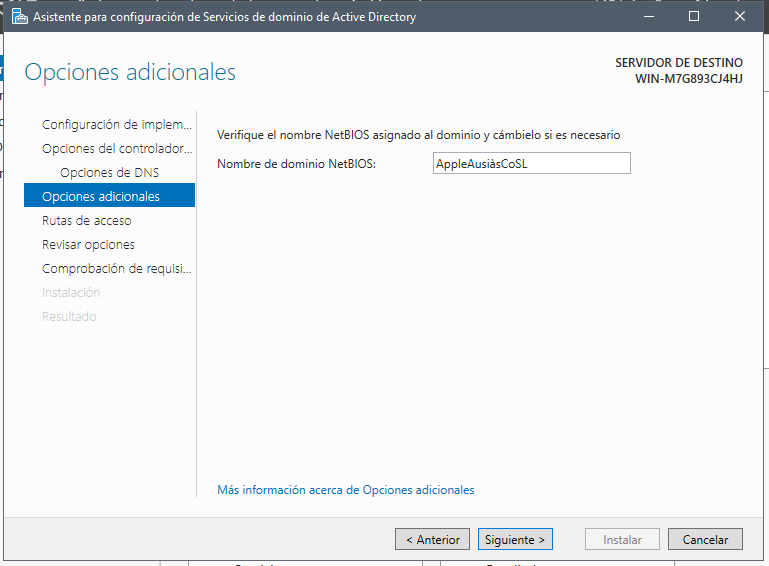 Asistente para configuración de Servicios de dominio de Active Directory
Opciones adicionales
SERVIDOR DE DESTINO
WIN-M7G893CJ4HJ
Configuración de implem...
Opciones del controlador...
Opciones de DNS
Opciones adicionales
Rutas de acceso
Revisar opciones
Comprobación de requisi...
Instalación
Resultado
Verifique el nombre NetBIOS asignado al dominio y cámbielo si es necesario
Nombre de dominio NetBIOS:
AppleAusiàsCoSL
Más información acerca de Opciones adicionales
< Anterior
Siguiente >
Instalar
Cancelar